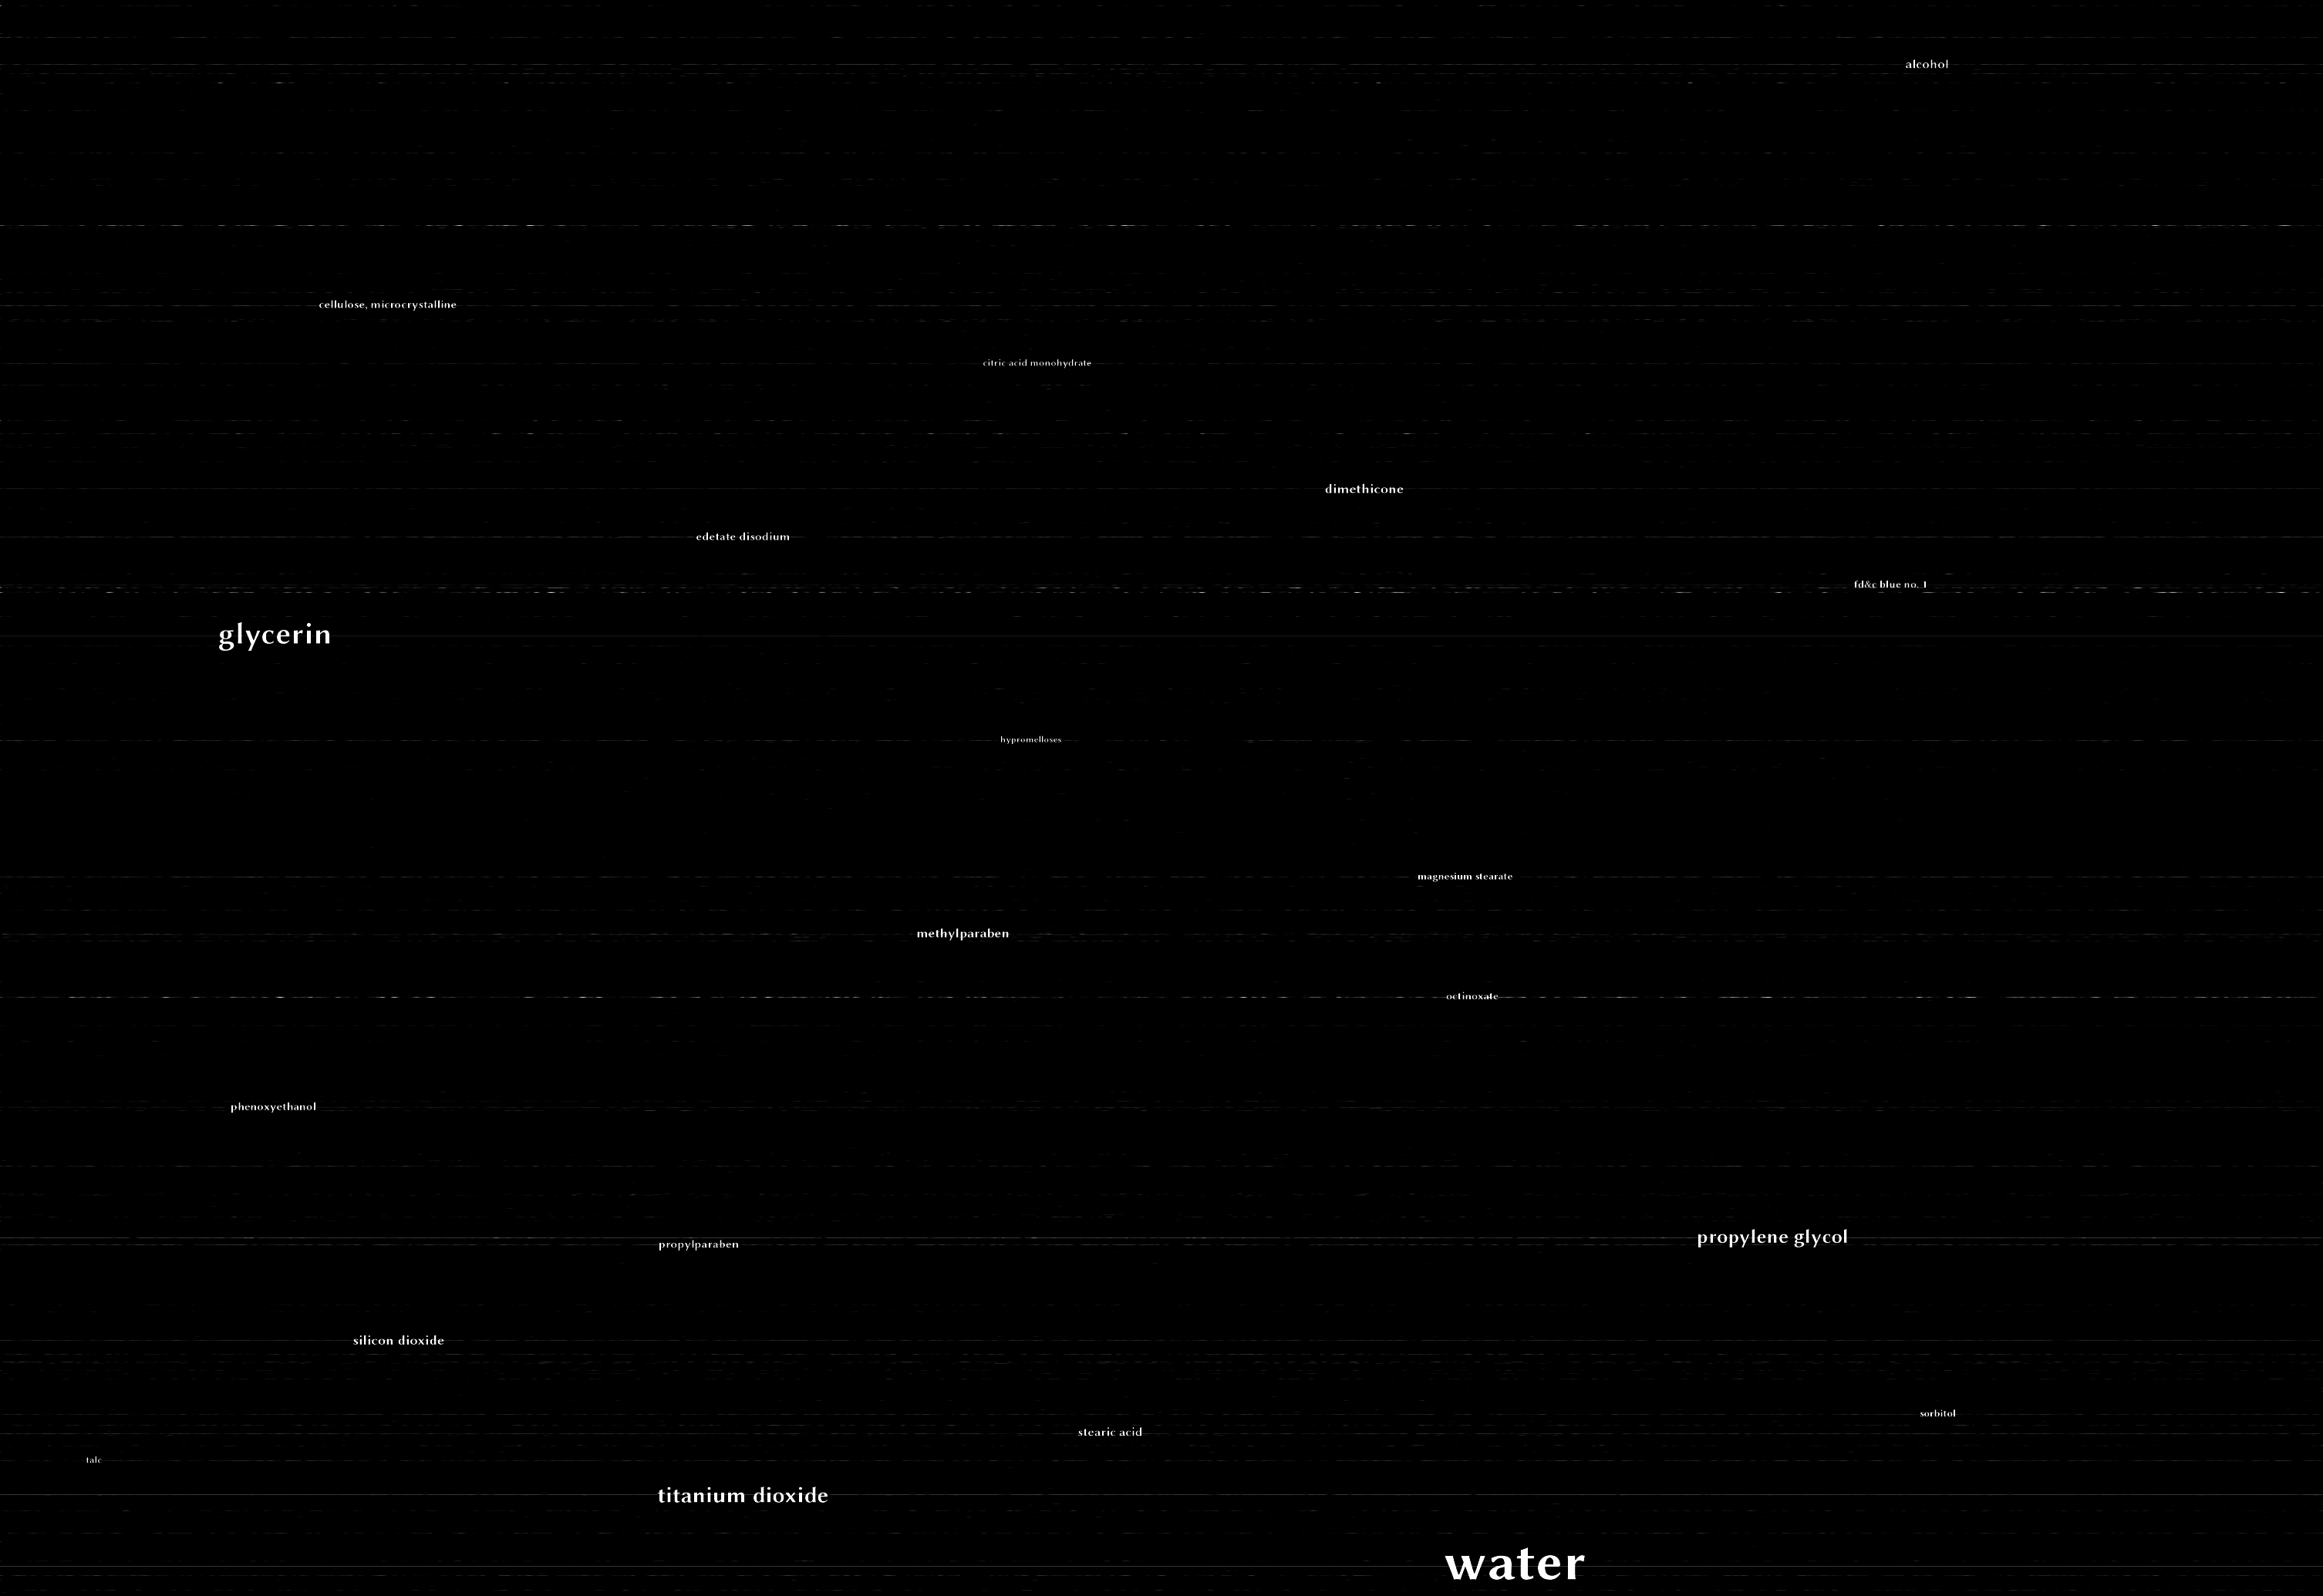 alcohol
cellulose, microcrystalline
citric acid monohydrate
dimethicone
edetate disodium
fd&c blue no. 1
glycerin
hypromelloses
magnesium stearate
methylparaben
octinoxate
phenoxyethanol
propylene glycol
propylparaben
silicon dioxide
sorbitol
stearic acid
talc
titanium dioxide
water